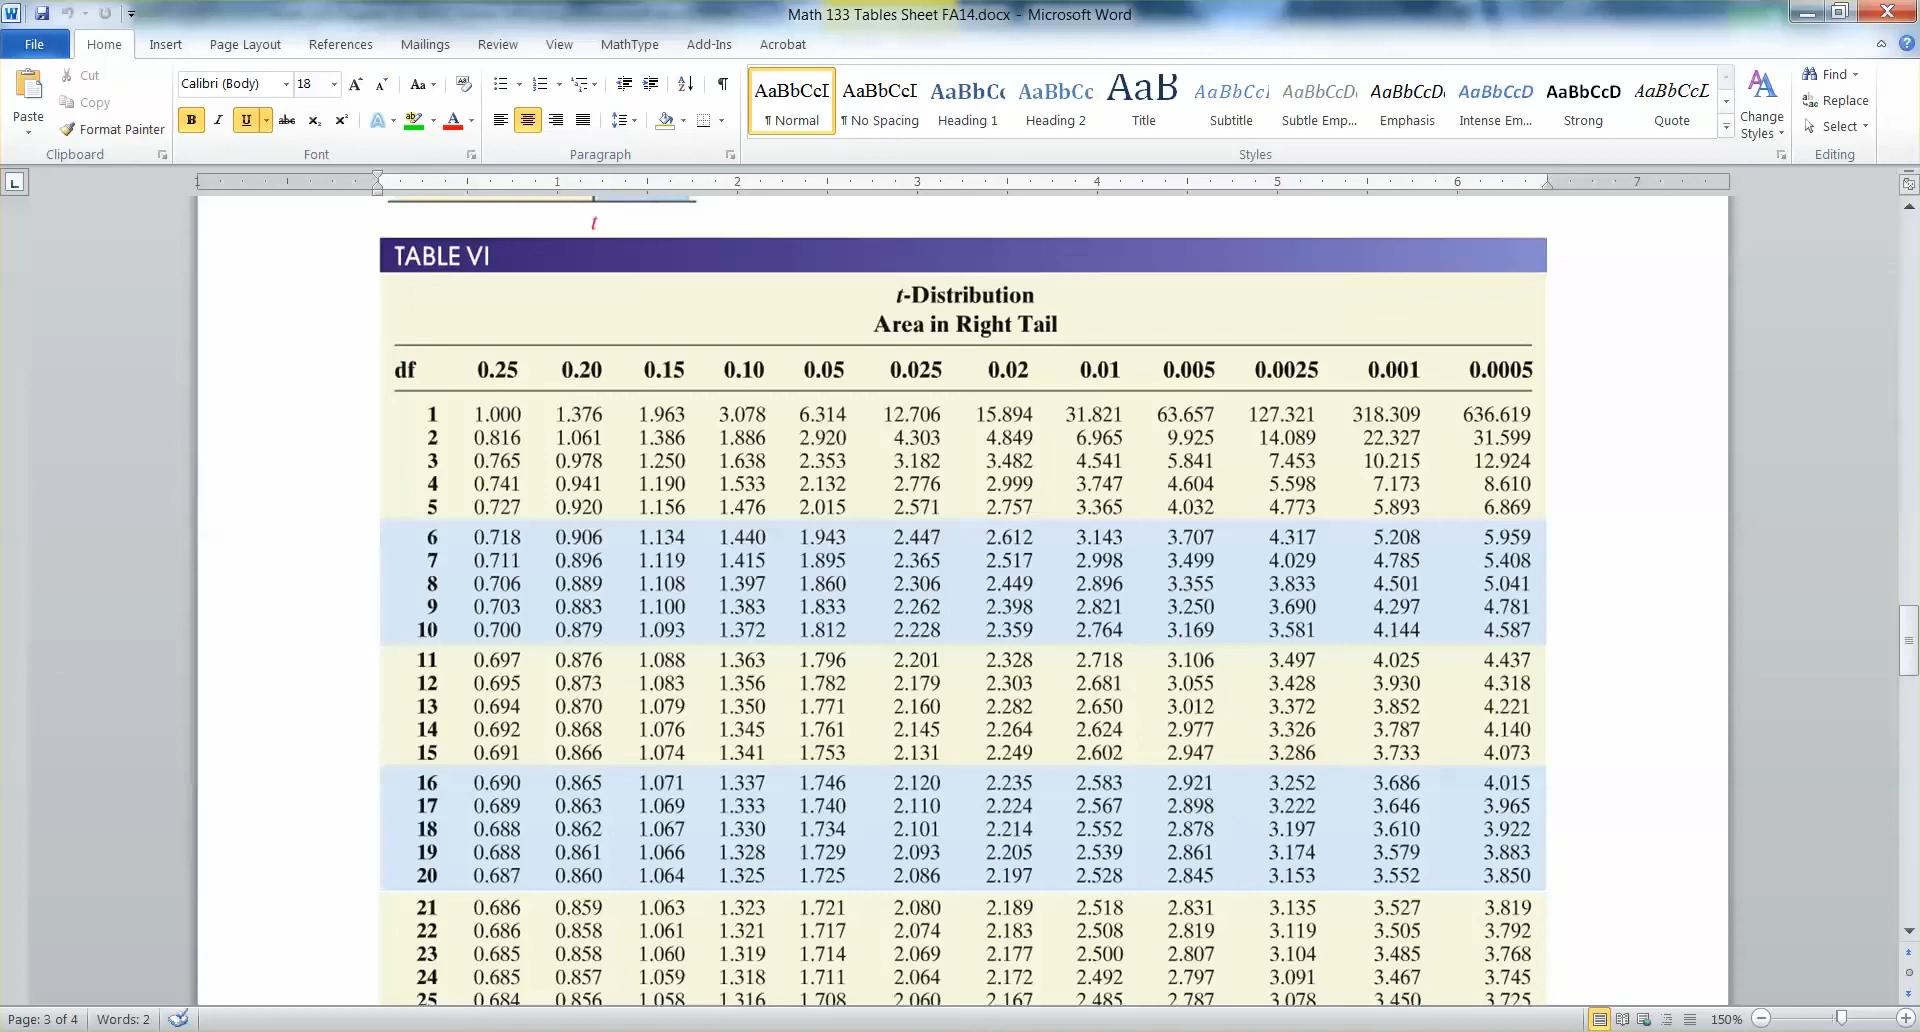 Math 133 Tables Sheet FA14.docx - Microsoft Word
File Home Insert Page Layout References Mailings Review View MathType Add-Ins Acrobat
Paste
Cut
Copy
Format Painter
Clipboard
Calibri (Body) 18
Font
Paragraph
AaBbCcI AaBbCcI AaBbCc AaBbCc AaB AaBbCcI AaBbCcD AaBbCcD AaBbCcD AaBbCcD AaBbCcL
¶ Normal ¶ No Spacing Heading 1 Heading 2 Title Subtitle Subtle Emp... Emphasis Intense Em... Strong Quote
Styles
Change
Styles
Find
Replace
Select
Editing
1 1 2 3 4 5 6 7
t
TABLE VI
t-Distribution
Area in Right Tail
df 0.25 0.20 0.15 0.10 0.05 0.025 0.02 0.01 0.005 0.0025 0.001 0.0005
1 1.000 1.376 1.963 3.078 6.314 12.706 15.894 31.821 63.657 127.321 318.309 636.619
2 0.816 1.061 1.386 1.886 2.920 4.303 4.849 6.965 9.925 14.089 22.327 31.599
3 0.765 0.978 1.250 1.638 2.353 3.182 3.482 4.541 5.841 7.453 10.215 12.924
4 0.741 0.941 1.190 1.533 2.132 2.776 2.999 3.747 4.604 5.598 7.173 8.610
5 0.727 0.920 1.156 1.476 2.015 2.571 2.757 3.365 4.032 4.773 5.893 6.869
6 0.718 0.906 1.134 1.440 1.943 2.447 2.612 3.143 3.707 4.317 5.208 5.959
7 0.711 0.896 1.119 1.415 1.895 2.365 2.517 2.998 3.499 4.029 4.785 5.408
8 0.706 0.889 1.108 1.397 1.860 2.306 2.449 2.896 3.355 3.833 4.501 5.041
9 0.703 0.883 1.100 1.383 1.833 2.262 2.398 2.821 3.250 3.690 4.297 4.781
10 0.700 0.879 1.093 1.372 1.812 2.228 2.359 2.764 3.169 3.581 4.144 4.587
11 0.697 0.876 1.088 1.363 1.796 2.201 2.328 2.718 3.106 3.497 4.025 4.437
12 0.695 0.873 1.083 1.356 1.782 2.179 2.303 2.681 3.055 3.428 3.930 4.318
13 0.694 0.870 1.079 1.350 1.771 2.160 2.282 2.650 3.012 3.372 3.852 4.221
14 0.692 0.868 1.076 1.345 1.761 2.145 2.264 2.624 2.977 3.326 3.787 4.140
15 0.691 0.866 1.074 1.341 1.753 2.131 2.249 2.602 2.947 3.286 3.733 4.073
16 0.690 0.865 1.071 1.337 1.746 2.120 2.235 2.583 2.921 3.252 3.686 4.015
17 0.689 0.863 1.069 1.333 1.740 2.110 2.224 2.567 2.898 3.222 3.646 3.965
18 0.688 0.862 1.067 1.330 1.734 2.101 2.214 2.552 2.878 3.197 3.610 3.922
19 0.688 0.861 1.066 1.328 1.729 2.093 2.205 2.539 2.861 3.174 3.579 3.883
20 0.687 0.860 1.064 1.325 1.725 2.086 2.197 2.528 2.845 3.153 3.552 3.850
21 0.686 0.859 1.063 1.323 1.721 2.080 2.189 2.518 2.831 3.135 3.527 3.819
22 0.686 0.858 1.061 1.321 1.717 2.074 2.183 2.508 2.819 3.119 3.505 3.792
23 0.685 0.858 1.060 1.319 1.714 2.069 2.177 2.500 2.807 3.104 3.485 3.768
24 0.685 0.857 1.059 1.318 1.711 2.064 2.172 2.492 2.797 3.091 3.467 3.745
25 0.684 0.856 1.058 1.316 1.708 2.060 2.167 2.485 2.787 3.078 3.450 3.725
Page: 3 of 4 Words: 2 150%